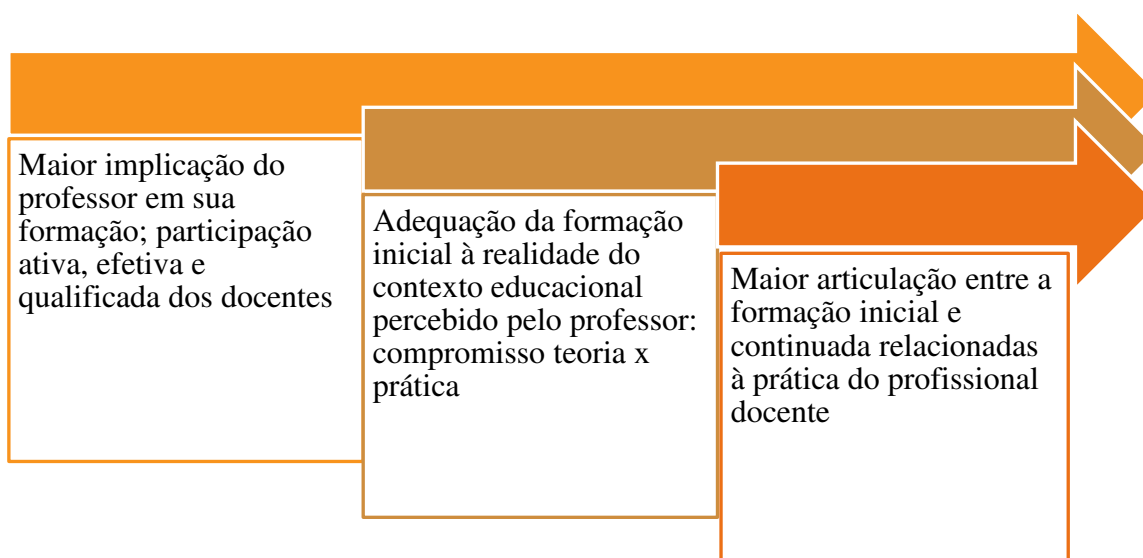 Maior implicação do
professor em sua
formação; participação
ativa, efetiva e
qualificada dos docentes
Adequação da formação
inicial à realidade do
contexto educacional
percebido pelo professor:
compromisso teoria x
prática
Maior articulação entre a
formação inicial e
continuada relacionadas
à prática do profissional
docente